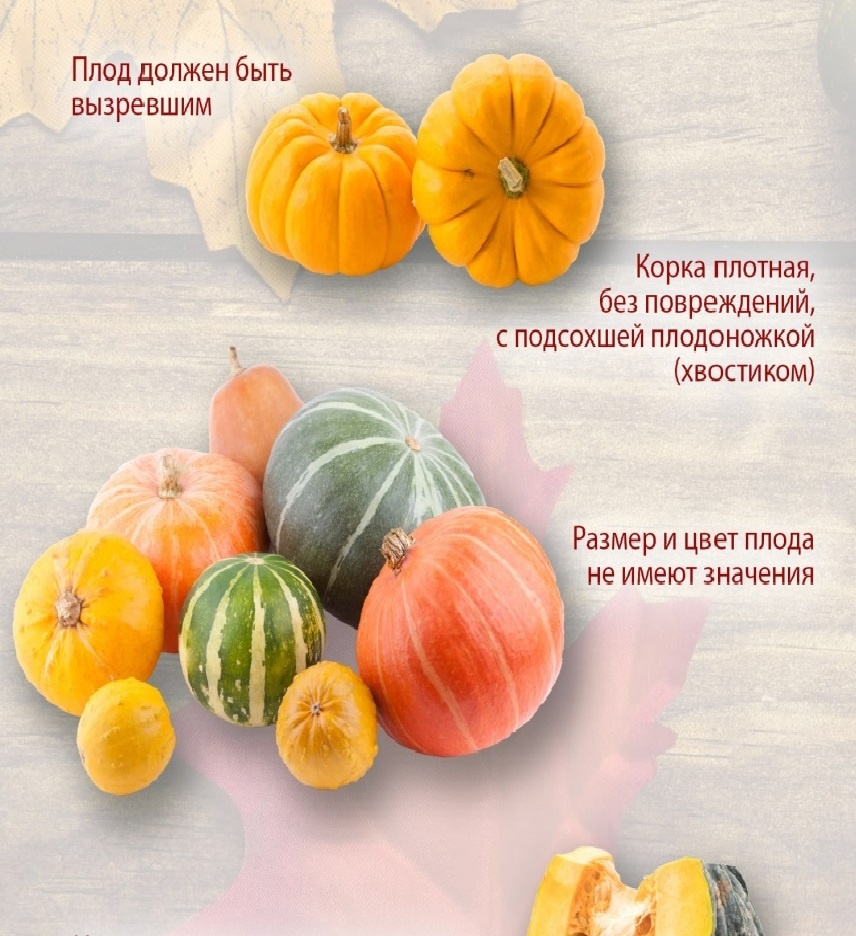 Плод должен быть
вызревшим
Корка плотная,
без повреждений,
с подсохшей плодоножкой
(хвостиком)
Размер и цвет плода
не имеют значения